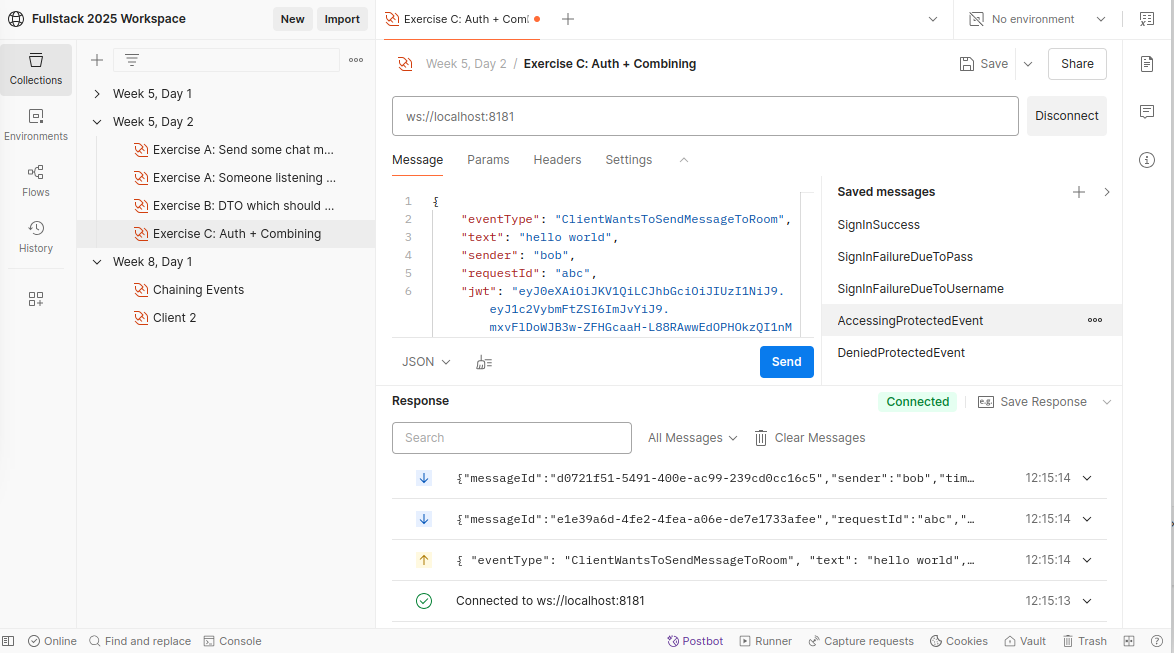 Fullstack 2025 Workspace
New
Import
Exercise C: Auth + Com
No environment
Collections
Environments
Flows
History
Week 5, Day 1
Week 5, Day 2
Exercise A: Send some chat m...
Exercise A: Someone listening ...
Exercise B: DTO which should ...
Exercise C: Auth + Combining
Week 8, Day 1
Chaining Events
Client 2
Week 5, Day 2 / Exercise C: Auth + Combining
Save
Share
ws://localhost:8181
Disconnect
Message
Params
Headers
Settings
1 {
2 "eventType": "ClientWantsToSendMessageToRoom",
3 "text": "hello world",
4 "sender": "bob",
5 "requestId": "abc",
6 "jwt": "eyJ0eXAiOiJKV1QiLCJhbGciOiJIUzI1NiJ9.
eyJ1c2VybmFtZSI6ImJvYiJ9.
mxvFlDoWJB3w-ZFHGcaaH-L88RAwwEdOPHOkzQI1nM
JSON
Send
Saved messages
SignInSuccess
SignInFailureDueToPass
SignInFailureDueToUsername
AccessingProtectedEvent
DeniedProtectedEvent
Response
Connected
e.g. Save Response
Search
All Messages
Clear Messages
{"messageId":"d0721f51-5491-400e-ac99-239cd0cc16c5","sender":"bob","tim… 12:15:14
{"messageId":"e1e39a6d-4fe2-4fea-a06e-de7e1733afee","requestId":"abc","… 12:15:14
{ "eventType": "ClientWantsToSendMessageToRoom", "text": "hello world",… 12:15:14
Connected to ws://localhost:8181 12:15:13
Online
Find and replace
Console
Postbot
Runner
Capture requests
Cookies
Vault
Trash